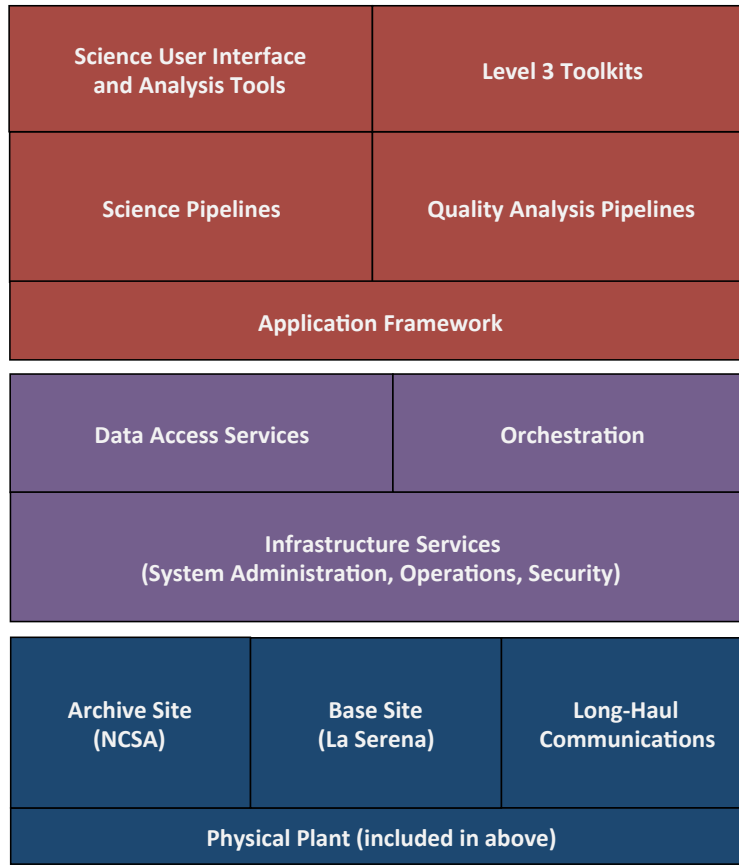 Science User Interface
and Analysis Tools
Level 3 Toolkits
Science Pipelines
Quality Analysis Pipelines
Application Framework
Data Access Services
Orchestration
Infrastructure Services
(System Administration, Operations, Security)
Archive Site
(NCSA)
Base Site
(La Serena)
Long-Haul
Communications
Physical Plant (included in above)